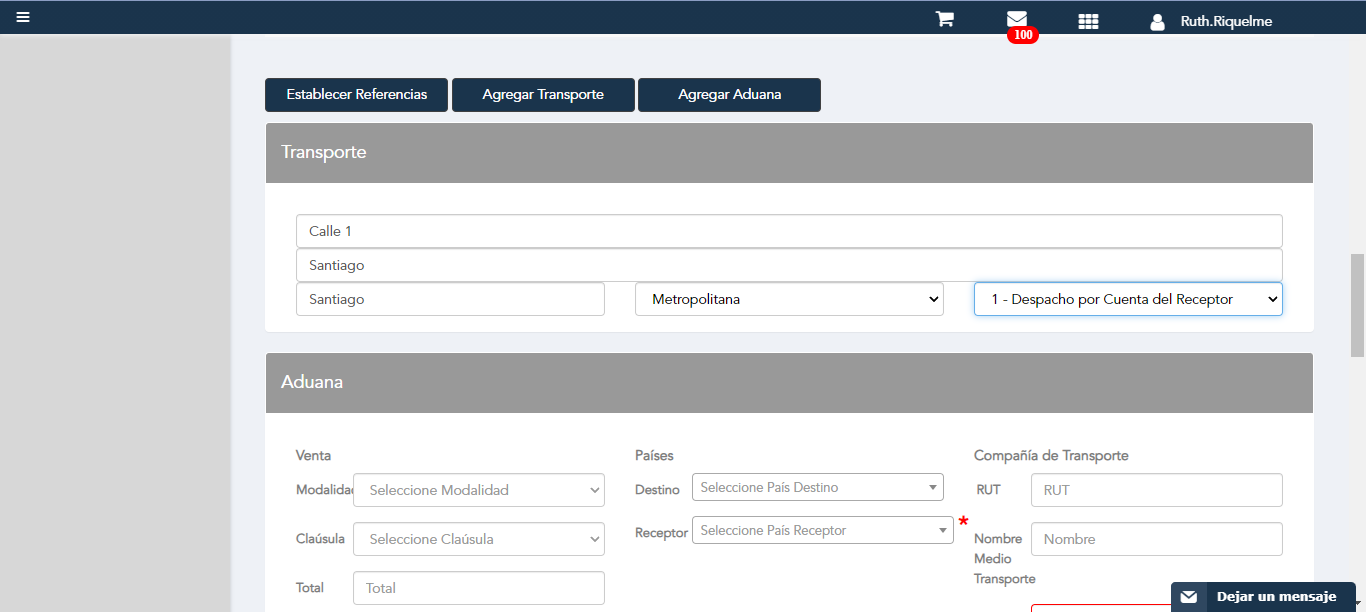 Ruth.Riquelme
100
Establecer Referencias Agregar Transporte Agregar Aduana
Transporte
Calle 1
Santiago
Santiago Metropolitana 1 - Despacho por Cuenta del Receptor
Aduana
Venta Países Compañía de Transporte
Modalidad Seleccione Modalidad Destino Seleccione País Destino RUT RUT
Receptor Seleccione País Receptor *
Claúsula Seleccione Claúsula Nombre Nombre
Medio
Transporte
Total Total
Dejar un mensaje